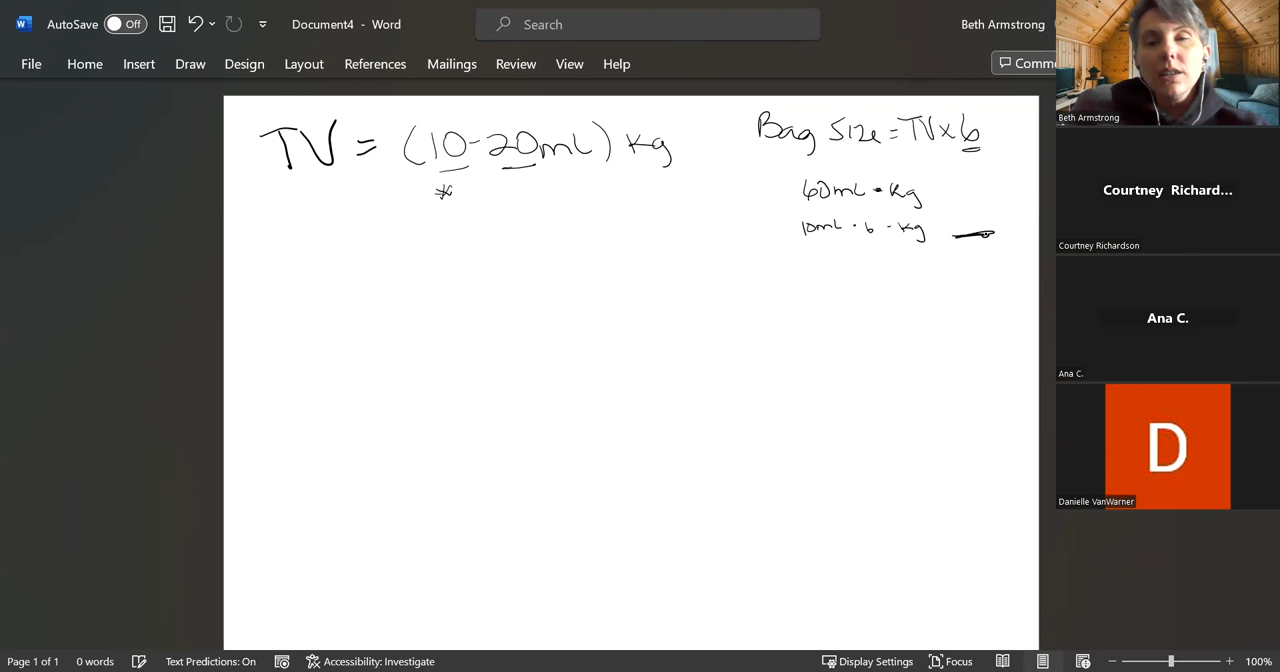 AutoSave Off Document4 - Word Search Beth Armstrong
File Home Insert Draw Design Layout References Mailings Review View Help Comme
TV = (10-20mL) kg
*
Bag Size = TV x 6
60mL • kg
10mL • 6 • kg
Beth Armstrong
Courtney Richard...
Courtney Richardson
Ana C.
Ana C.
D
Danielle VanWarner
Page 1 of 1 0 words Text Predictions: On Accessibility: Investigate Display Settings Focus 100%